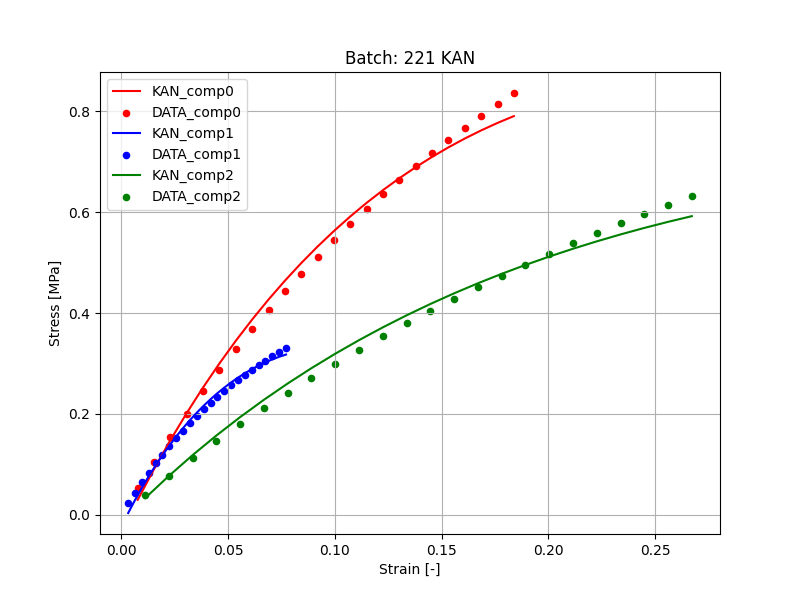 Batch: 221 KAN
KAN_comp0
DATA_comp0
KAN_comp1
DATA_comp1
KAN_comp2
DATA_comp2
0.8
0.6
0.4
0.2
0.0
Stress [MPa]
0.00 0.05 0.10 0.15 0.20 0.25
Strain [-]